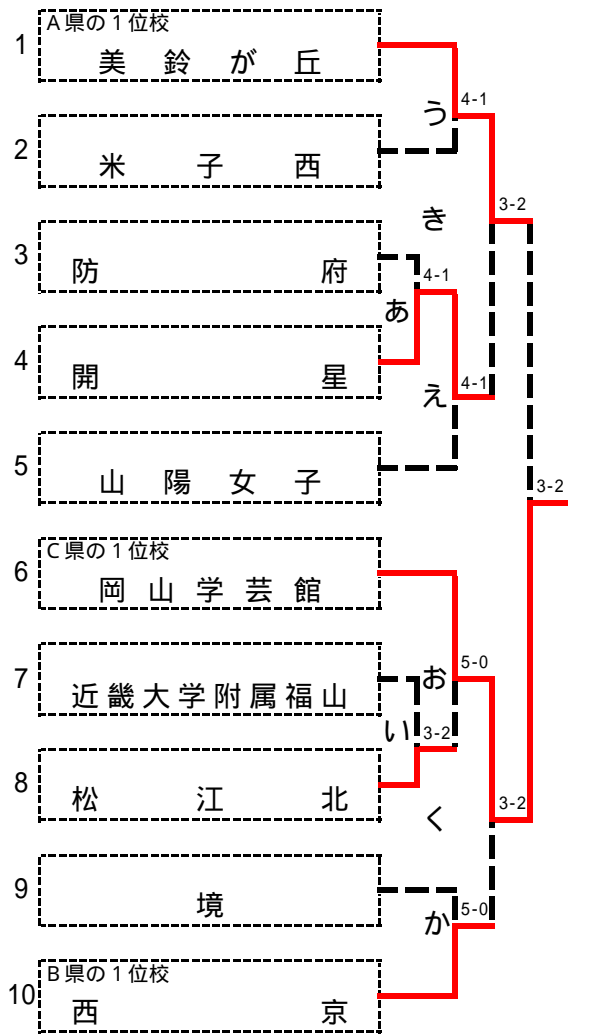 1
A県の1位校
美鈴が丘
4-1
う
2
米子西
3-2
き
3
防府
4-1
あ
4
開星
え
4-1
5
山陽女子
3-2
6
C県の1位校
岡山学芸館
5-0
お
7
近畿大学附属福山
い
3-2
8
松江北
3-2
く
9
境
5-0
か
10
B県の1位校
西京